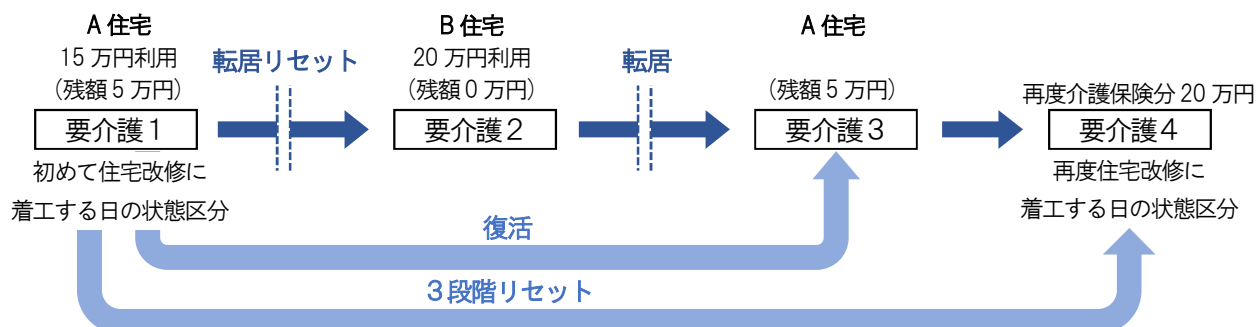 A 住宅
15 万円利用
(残額 5 万円)
要介護1
初めて住宅改修に
着工する日の状態区分
転居リセット
B 住宅
20 万円利用
(残額 0 万円)
要介護2
転居
A 住宅
(残額 5 万円)
要介護3
再度介護保険分 20 万円
要介護4
再度住宅改修に
着工する日の状態区分
復活
3段階リセット